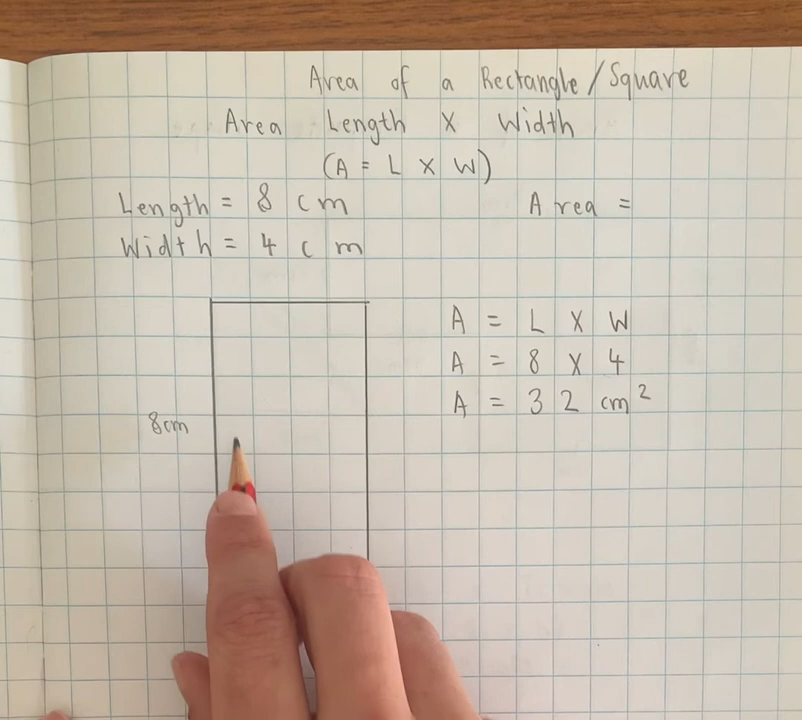 Area of a Rectangle/Square
Area Length X Width
(A = L X W)
Length = 8 cm
Area =
Width = 4 cm
A = L X W
A = 8 X 4
A = 32 cm²
8cm